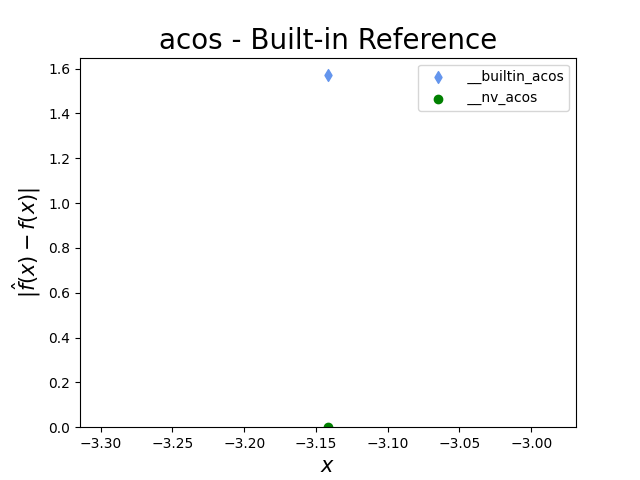 acos - Built-in Reference
__builtin_acos
__nv_acos
1.6
1.4
1.2
1.0
0.8
0.6
0.4
0.2
0.0
|f̂(x) − f(x)|
−3.30 −3.25 −3.20 −3.15 −3.10 −3.05 −3.00
x